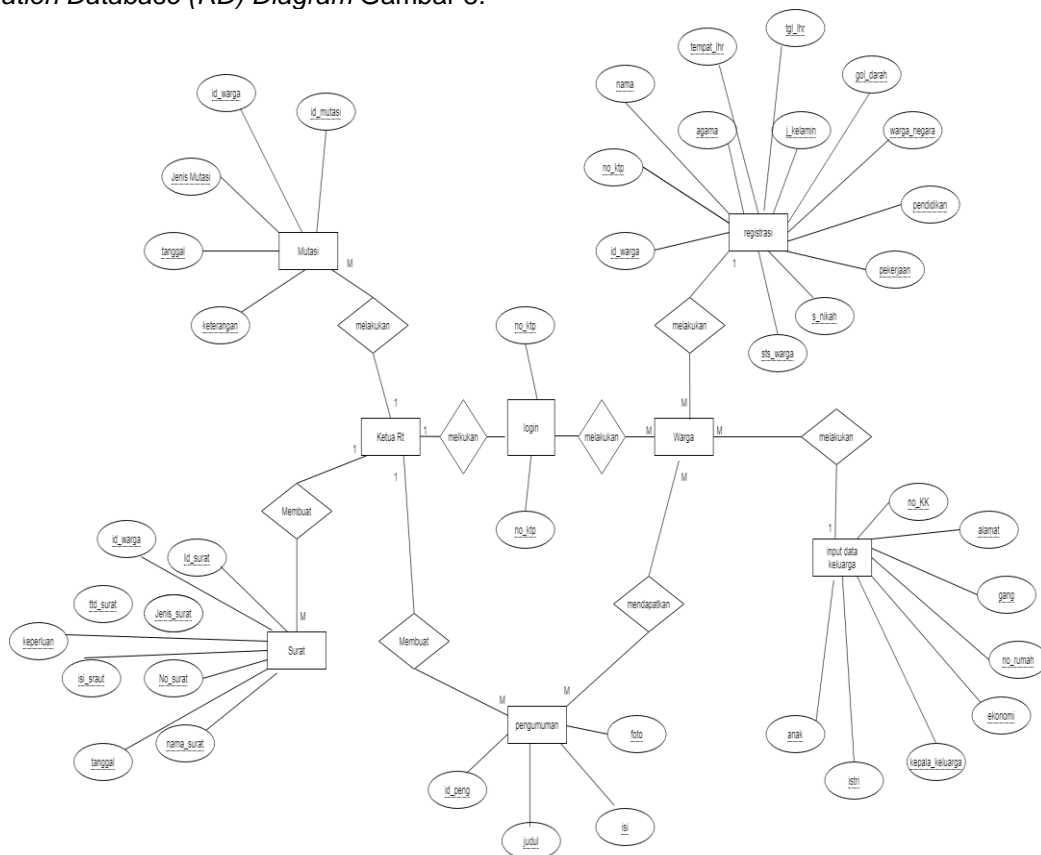 ation Database (RD) Diagram Gambar 8.
tgl_lhr
tempat_lhr
gol_darah
nama
id_warga
id_mutasi
agama
j_kelamin
warga_negara
no_ktp
Jenis Mutasi
pendidikan
registrasi
Mutasi
tanggal
id_warga
M
1
pekerjaan
keterangan
melakukan
no_ktp
melakukan
s_nikah
sts_warga
1
M
Ketua Rt
1
melkukan
login
melakukan
M
Warga
M
melakukan
1
1
M
no_KK
Membuat
no_ktp
1
alamat
id_warga
Id_surat
input data
keluarga
ttd_surat
Jenis_surat
mendapatkan
gang
M
keperluan
Surat
Membuat
no_rumah
isi_sraut
No_surat
M
M
ekonomi
nama_surat
pengumuman
foto
anak
tanggal
kepala_keluarga
id_peng
istri
isi
judul